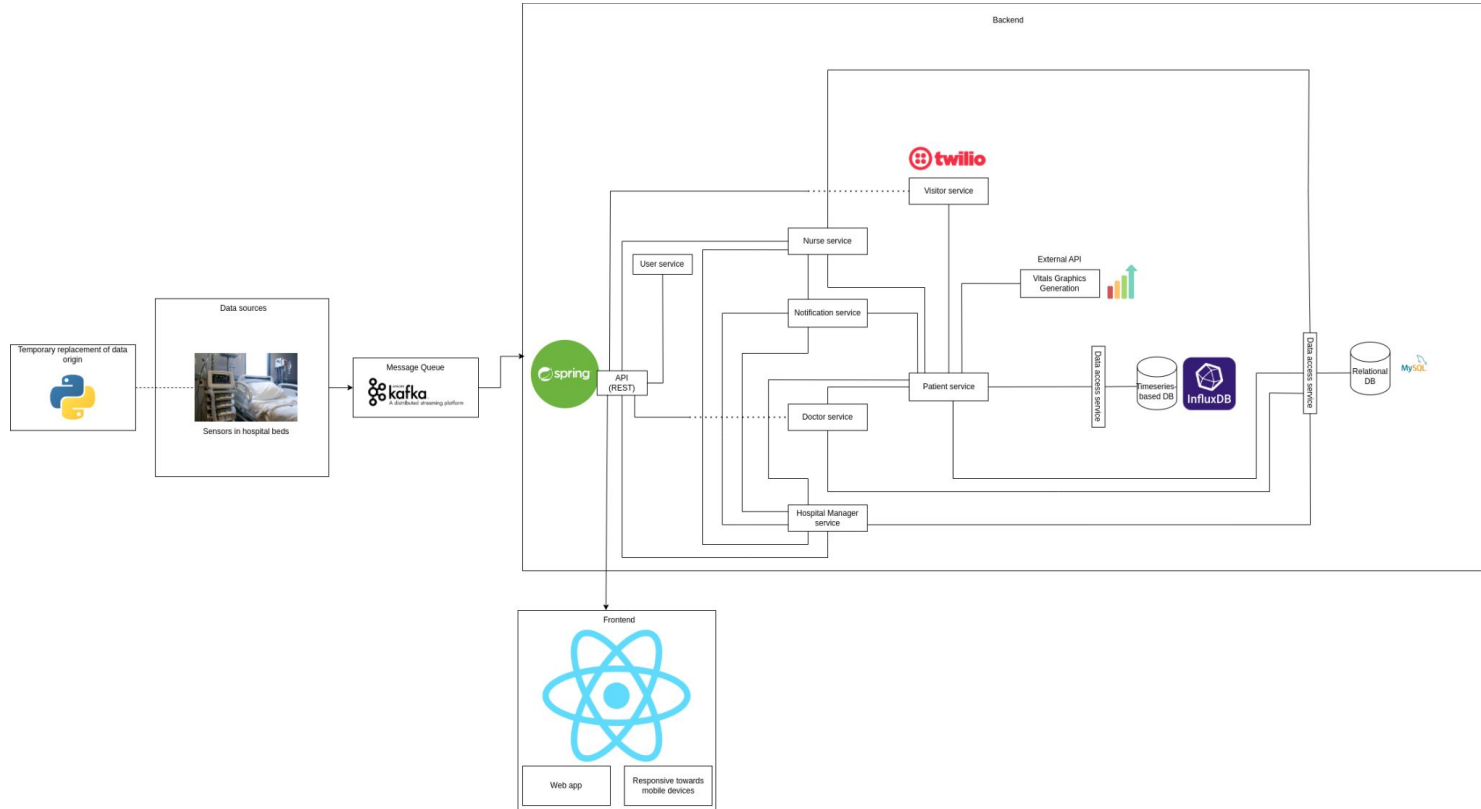 Backend
twilio
Visitor service
Nurse service
User service
External API
Vitals Graphics
Generation
Data sources
Notification service
Temporary replacement of data
origin
Message Queue
kafka
A distributed streaming platform
Sensors in hospital beds
spring
API
(REST)
Patient service
Doctor service
Data access service
Timeseries-
based DB
InfluxDB
Data access service
Relational
DB
MySQL
Hospital Manager
service
Frontend
Web app
Responsive towards
mobile devices